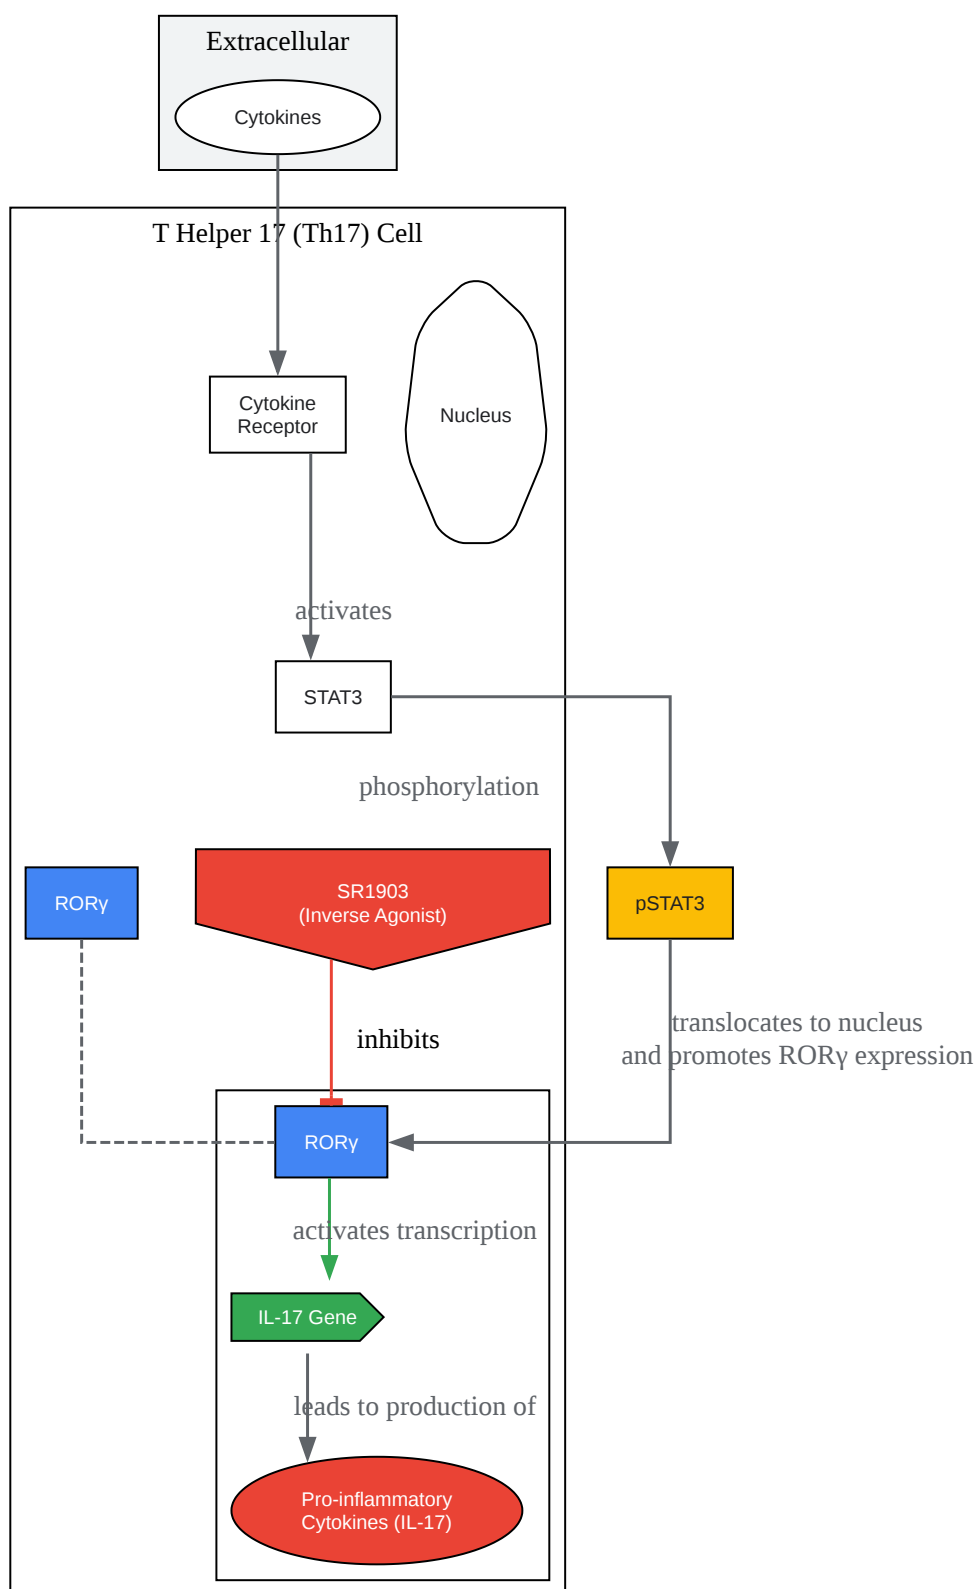 Extracellular
Cytokines
T Helper 17 (Th17) Cell
Cytokine
Receptor
Nucleus
activates
STAT3
phosphorylation
RORγ
SR1903
(Inverse Agonist)
pSTAT3
translocates to nucleus
and promotes RORγ expression
inhibits
RORγ
activates transcription
IL-17 Gene
leads to production of
Pro-inflammatory
Cytokines (IL-17)